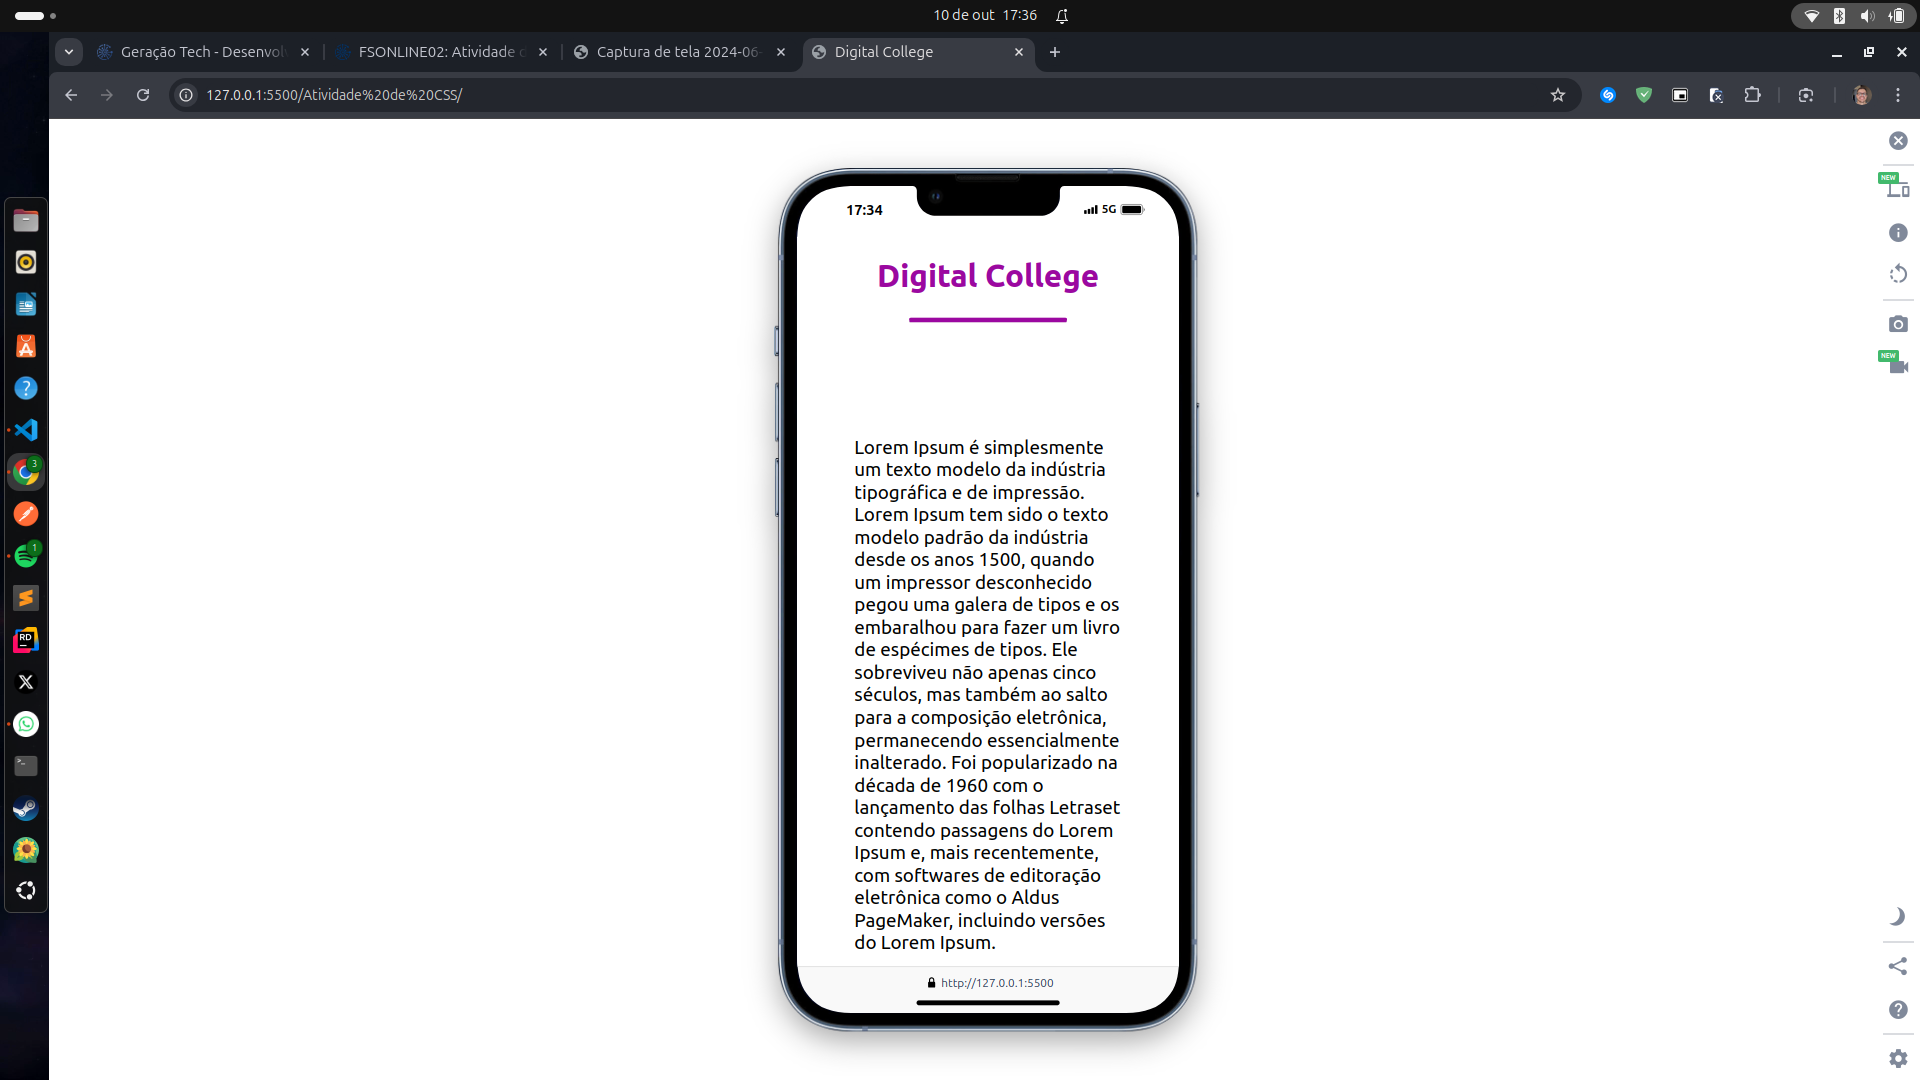 10 de out 17:36
Geração Tech - Desenvol
FSONLINE02: Atividade d
Captura de tela 2024-06-
Digital College
127.0.0.1:5500/Atividade%20de%20CSS/
NEW
NEW
17:34
5G
Digital College
Lorem Ipsum é simplesmente
um texto modelo da indústria
tipográfica e de impressão.
Lorem Ipsum tem sido o texto
modelo padrão da indústria
desde os anos 1500, quando
um impressor desconhecido
pegou uma galera de tipos e os
embaralhou para fazer um livro
de espécimes de tipos. Ele
sobreviveu não apenas cinco
séculos, mas também ao salto
para a composição eletrônica,
permanecendo essencialmente
inalterado. Foi popularizado na
década de 1960 com o
lançamento das folhas Letraset
contendo passagens do Lorem
Ipsum e, mais recentemente,
com softwares de editoração
eletrônica como o Aldus
PageMaker, incluindo versões
do Lorem Ipsum.
http://127.0.0.1:5500
3
1
RD